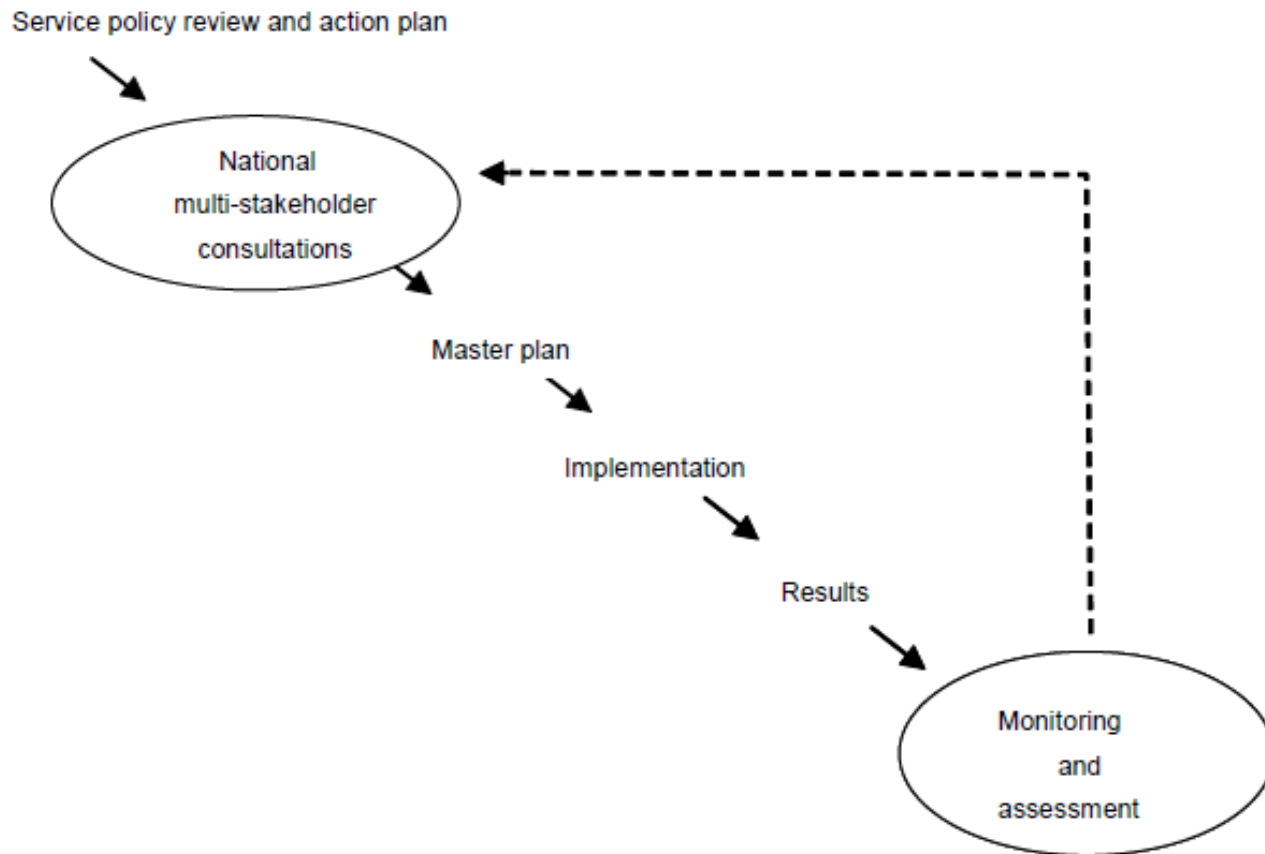 Service policy review and action plan
National
multi-stakeholder
consultations
Master plan
Implementation
Results
Monitoring
and
assessment